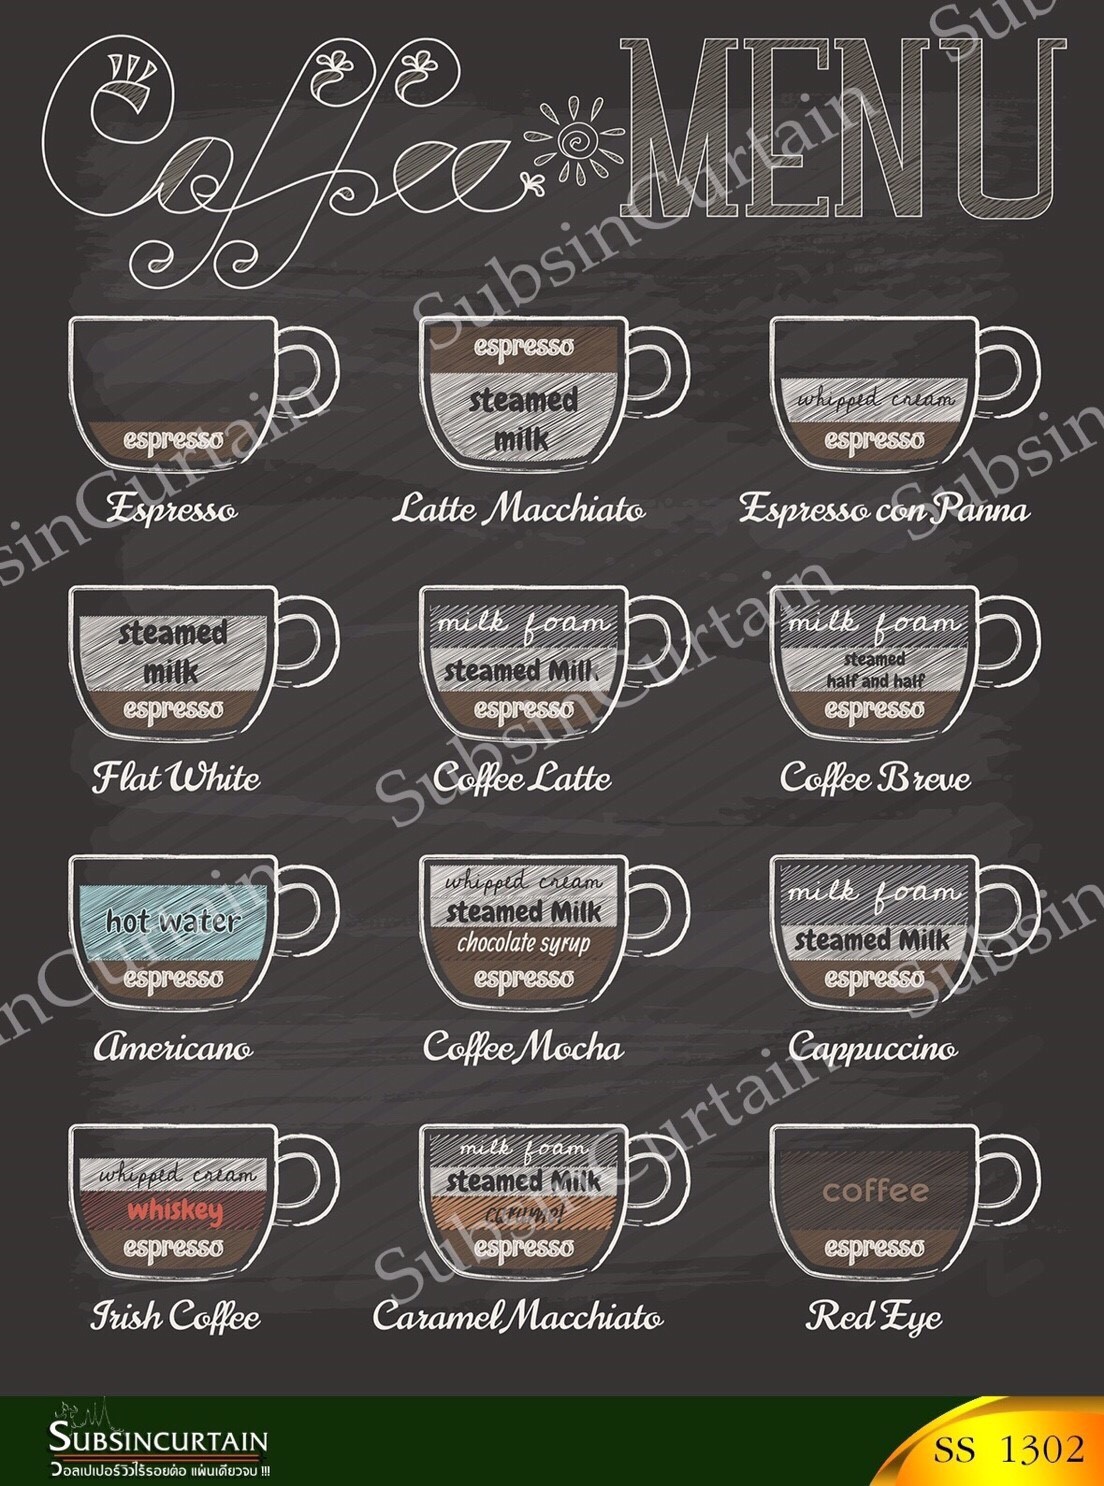 Coffee MENU
espresso
Espresso
espresso
steamed
milk
Latte Macchiato
whipped cream
espresso
Espresso con Panna
steamed
milk
espresso
Flat White
milk foam
steamed Milk
espresso
Coffee Latte
milk foam
steamed
half and half
espresso
Coffee Breve
hot water
espresso
Americano
whipped cream
steamed Milk
chocolate syrup
espresso
Coffee Mocha
milk foam
steamed Milk
espresso
Cappuccino
whipped cream
whiskey
espresso
Irish Coffee
milk foam
steamed Milk
caramel
espresso
Caramel Macchiato
coffee
espresso
Red Eye
SubsinCurtain
SubsinCurtain
SubsinCurtain
SubsinCurtain
SubsinCurtain
SUBSINCURTAIN
วอลเปเปอร์วิวไร้รอยต่อ แผ่นเดียวจบ !!!
SS 1302